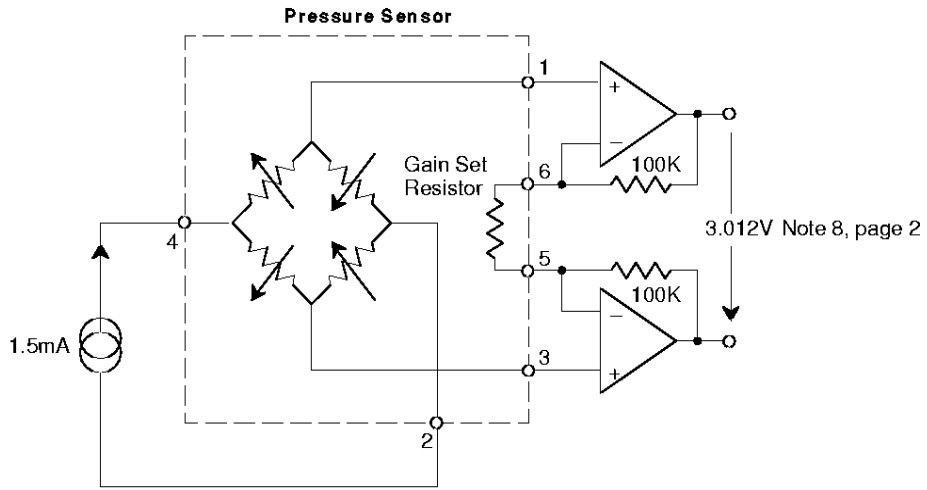 Pressure Sensor
1
+
−
Gain Set
Resistor
6
100K
4
3.012V Note 8, page 2
5
100K
−
1.5mA
3
+
2